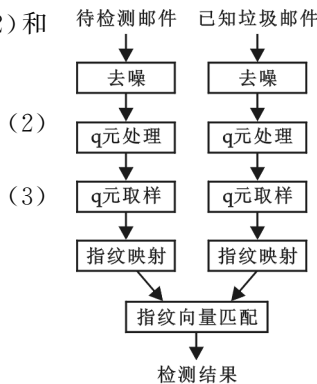 2)和
待检测邮件 已知垃圾邮件
去噪 去噪
(2)
q元处理 q元处理
(3)
q元取样 q元取样
指纹映射 指纹映射
指纹向量匹配
检测结果